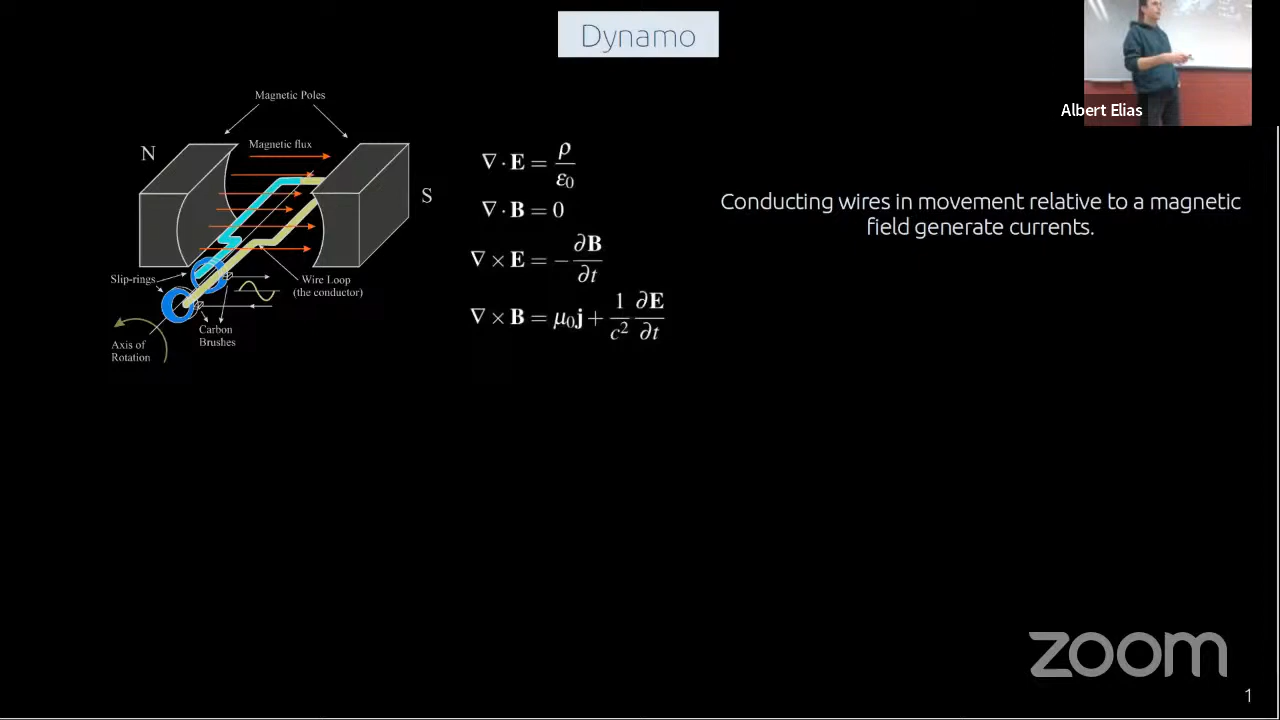 Dynamo
Albert Elias
Magnetic Poles
N
Magnetic flux
S
Slip-rings
Wire Loop
(the conductor)
Carbon
Brushes
Axis of
Rotation
∇ · E = ρ/ε₀
∇ · B = 0
∇ × E = −∂B/∂t
∇ × B = μ₀j + 1/c² ∂E/∂t
Conducting wires in movement relative to a magnetic
field generate currents.
zoom
1